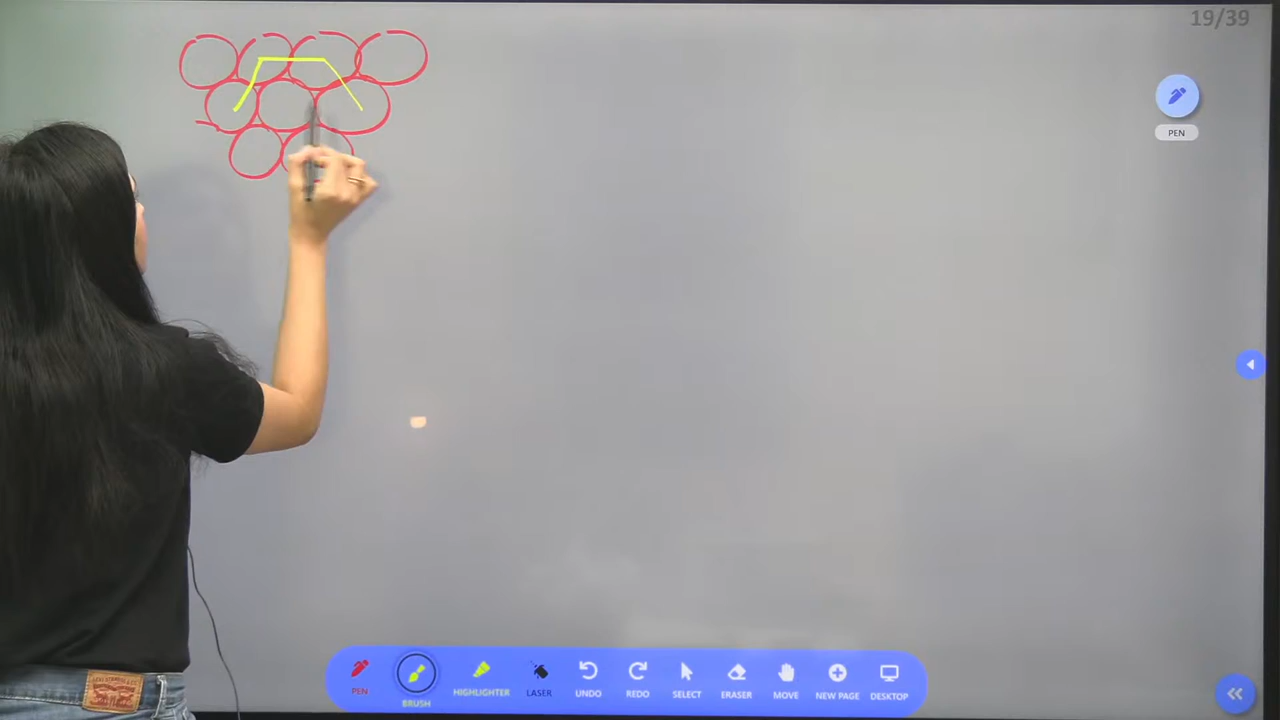 19/39
PEN
PEN
BRUSH
HIGHLIGHTER
LASER
UNDO
REDO
SELECT
ERASER
MOVE
NEW PAGE
DESKTOP